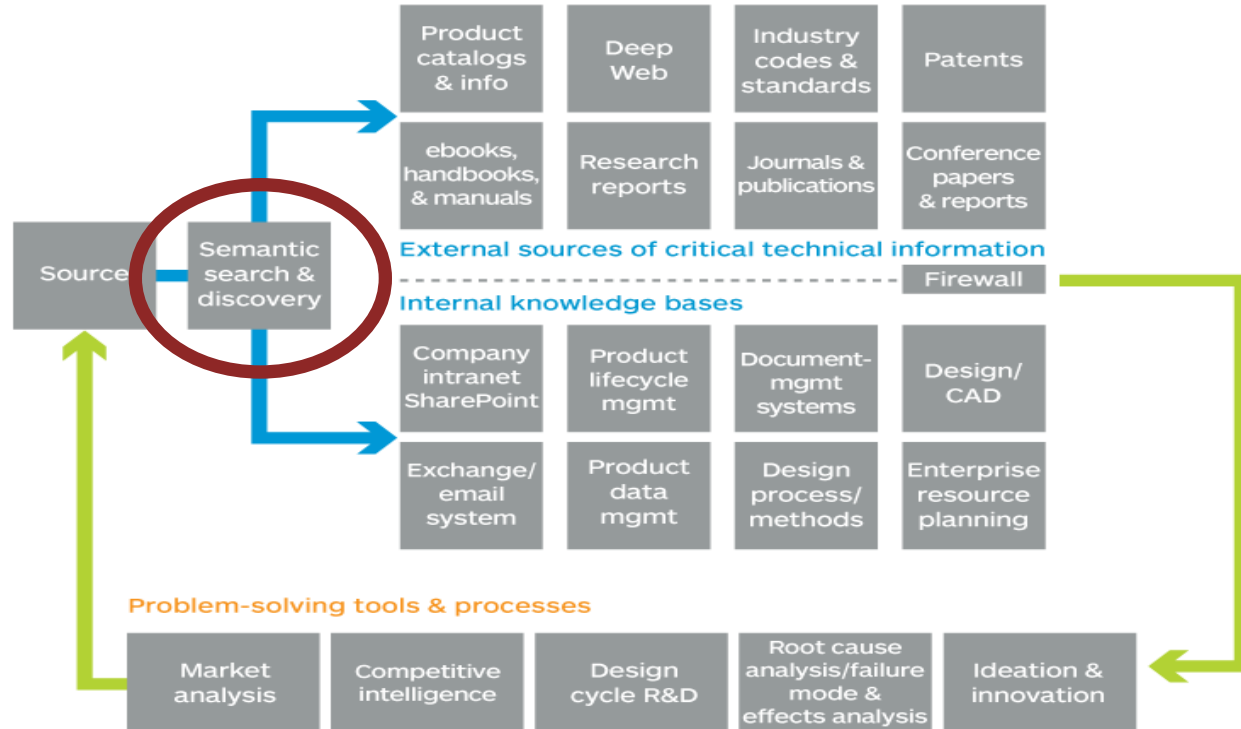 Product
catalogs
& info
Deep
Web
Industry
codes &
standards
Patents
ebooks,
handbooks,
& manuals
Research
reports
Journals &
publications
Conference
papers
& reports
Source
Semantic
search &
discovery
External sources of critical technical information
Firewall
Internal knowledge bases
Company
intranet
SharePoint
Product
lifecycle
mgmt
Document-
mgmt
systems
Design/
CAD
Exchange/
email
system
Product
data
mgmt
Design
process/
methods
Enterprise
resource
planning
Problem-solving tools & processes
Market
analysis
Competitive
intelligence
Design
cycle R&D
Root cause
analysis/failure
mode &
effects analysis
Ideation &
innovation